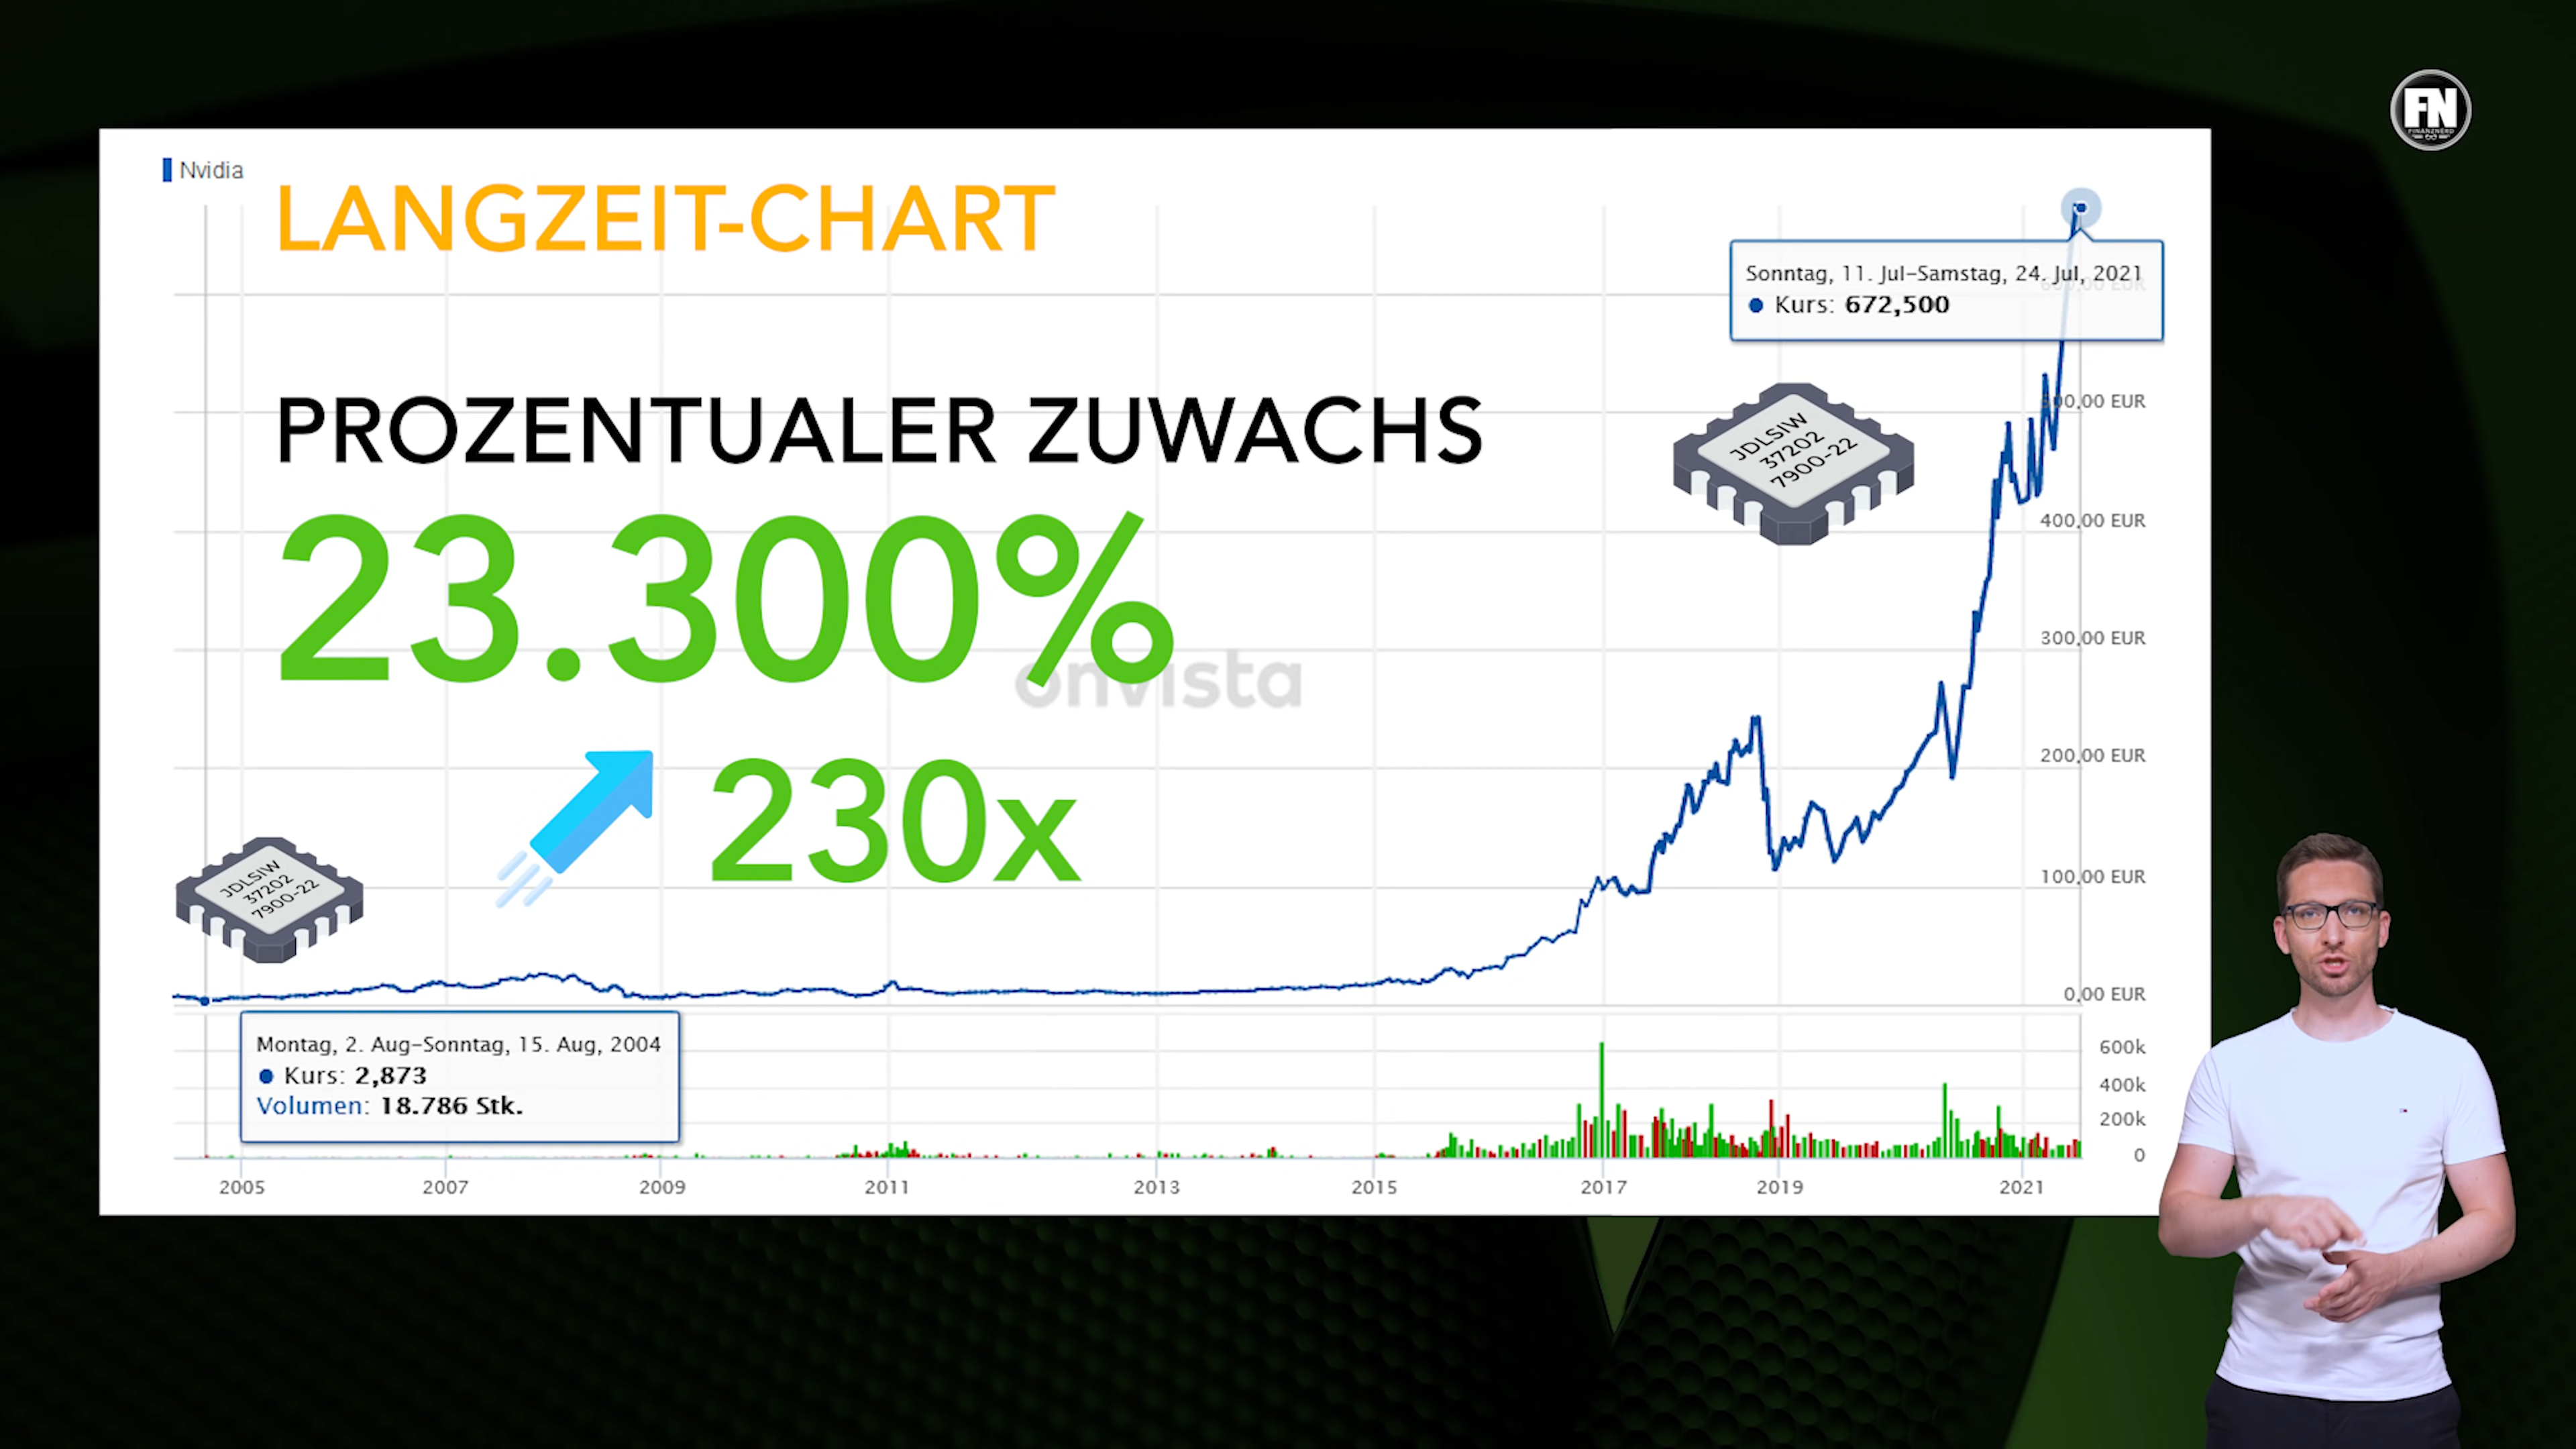 FN
FINANZNERD
Nvidia
LANGZEIT-CHART
Sonntag, 11. Jul–Samstag, 24. Jul, 2021
Kurs: 672,500
PROZENTUALER ZUWACHS
23.300%
230x
onvista
JDLSIW
37202
7900-22
JDLSIW
37202
7900-22
400,00 EUR
300,00 EUR
200,00 EUR
100,00 EUR
0,00 EUR
Montag, 2. Aug–Sonntag, 15. Aug, 2004
Kurs: 2,873
Volumen: 18.786 Stk.
600k
400k
200k
0
2005 2007 2009 2011 2013 2015 2017 2019 2021